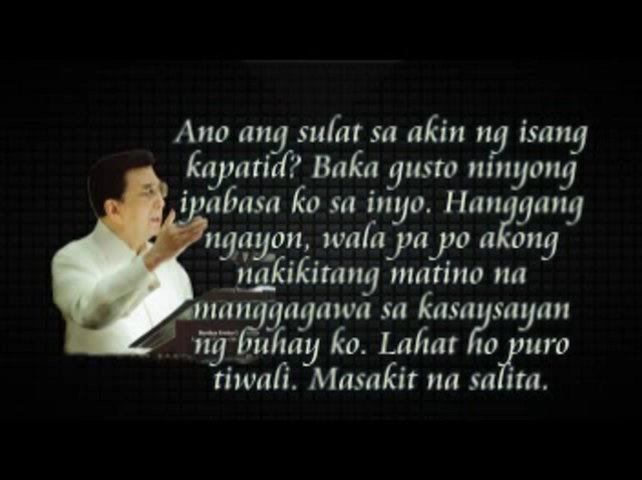 Ano ang sulat sa akin ng isang
kapatid? Baka gusto ninyong
ipabasa ko sa inyo. Hanggang
ngayon, wala pa po akong
nakikitang matino na
manggagawa sa kasaysayan
ng buhay ko. Lahat ho puro
tiwali. Masakit na salita.